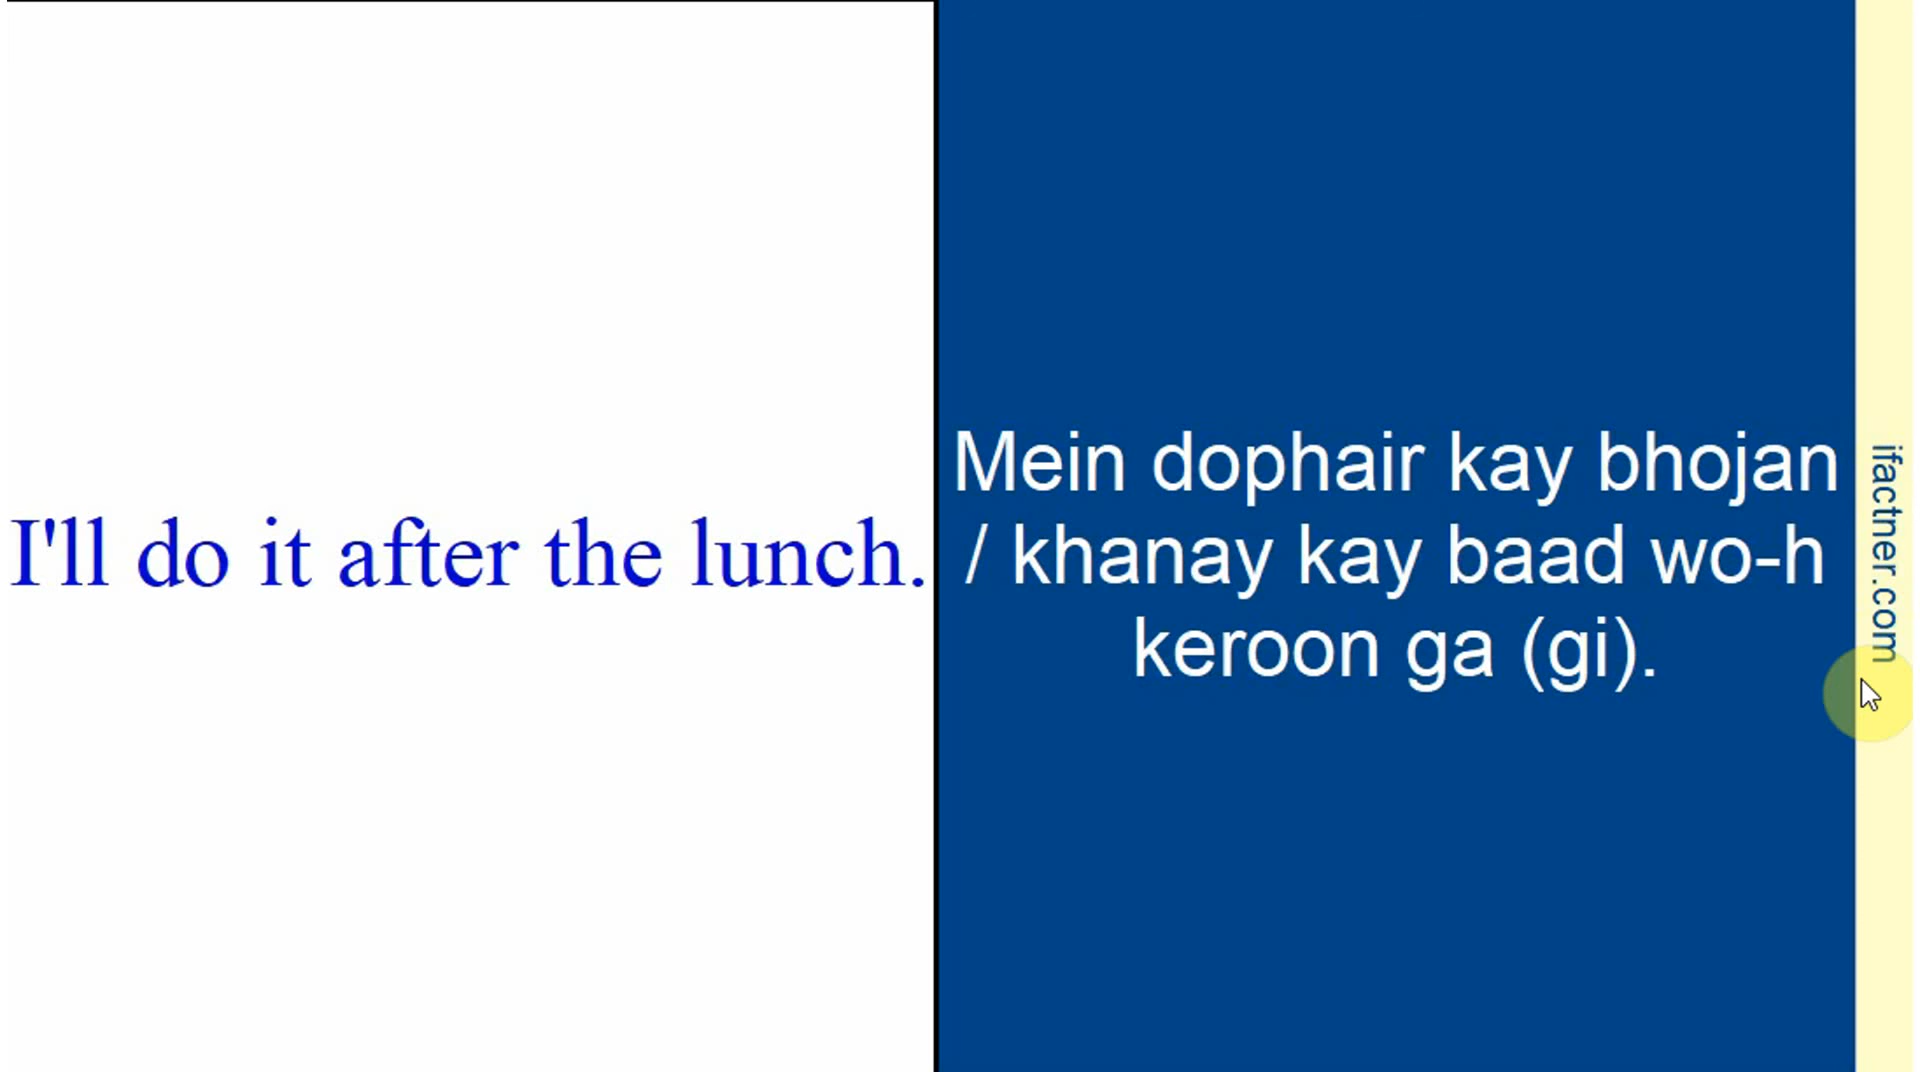 I'll do it after the lunch.
Mein dophair kay bhojan
/ khanay kay baad wo-h
keroon ga (gi).
ifactner.com